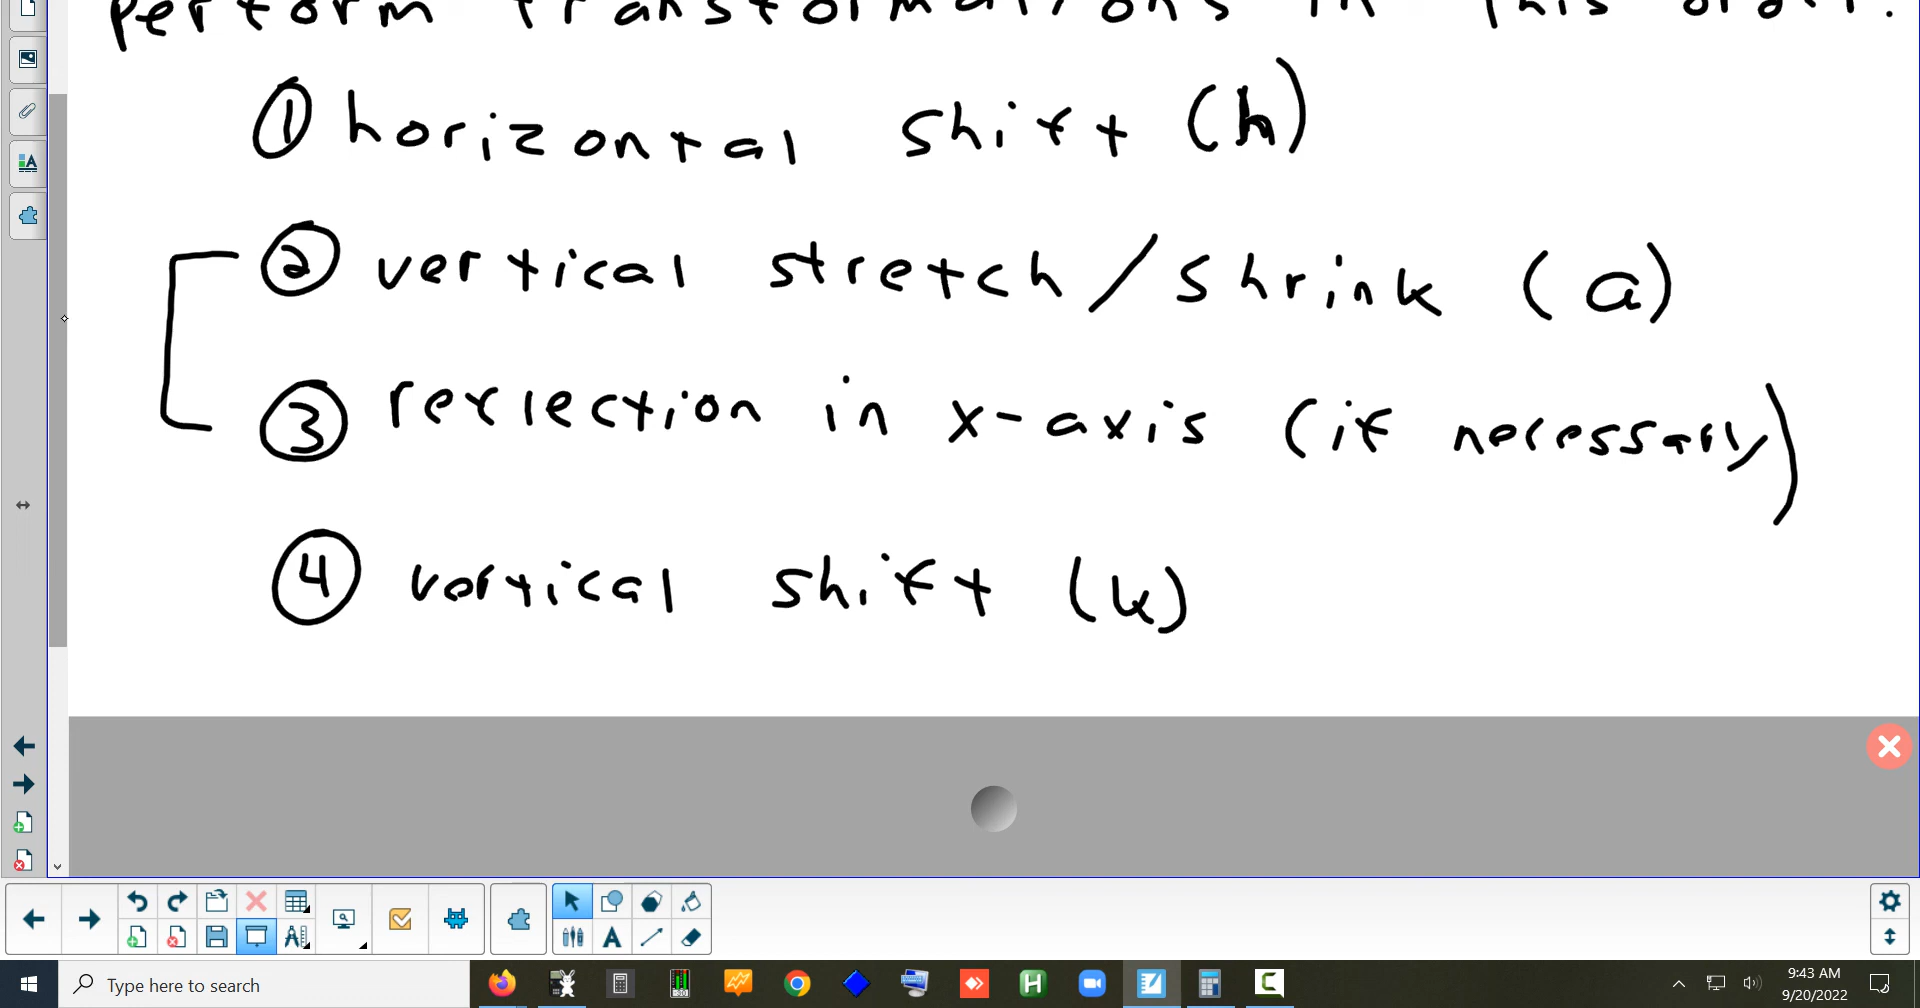 perform transformations in this order:
① horizontal shift (h)
② vertical stretch/shrink (a)
③ reflection in x-axis (if necessary)
④ vertical shift (k)
Type here to search
9:43 AM
9/20/2022